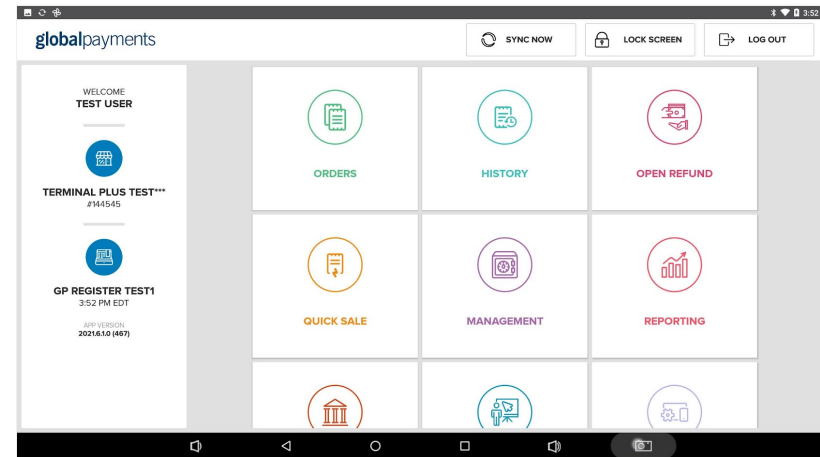 3:52
globalpayments
SYNC NOW
LOCK SCREEN
LOG OUT
WELCOME
TEST USER
TERMINAL PLUS TEST***
#144545
GP REGISTER TEST1
3:52 PM EDT
APP VERSION
2021.6.1.0 (467)
ORDERS
HISTORY
OPEN REFUND
QUICK SALE
MANAGEMENT
REPORTING